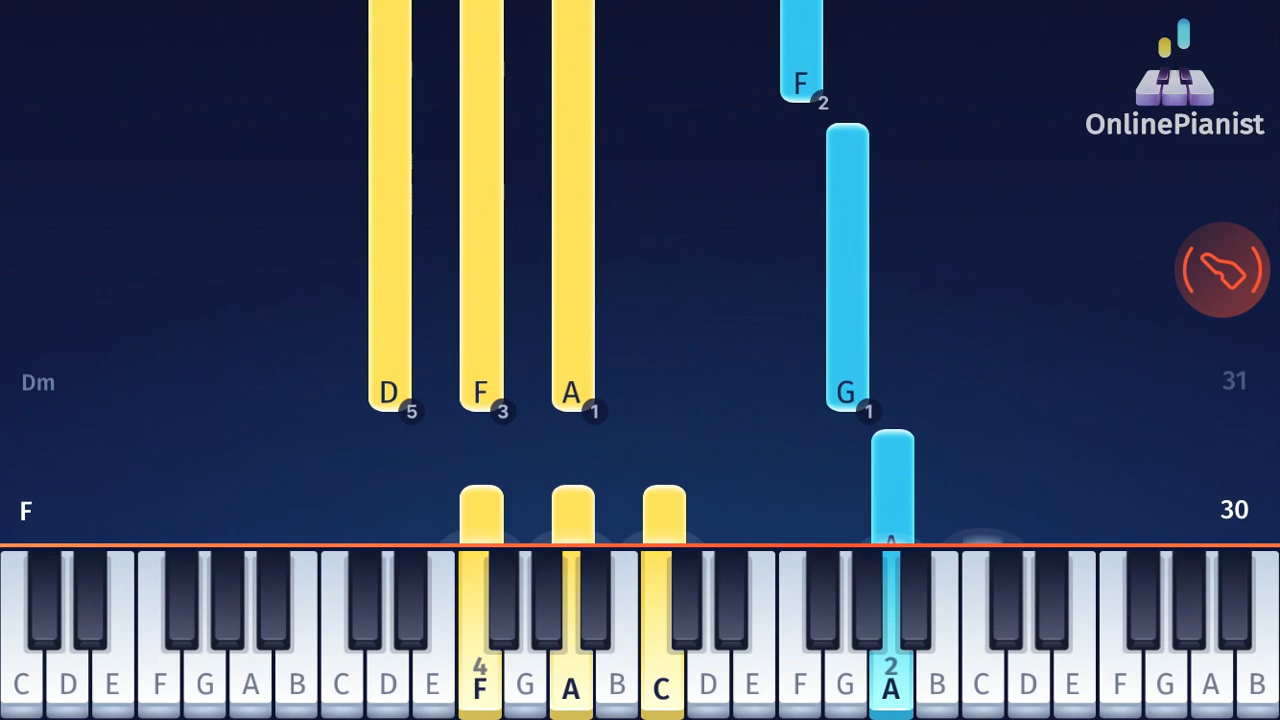 F
2
OnlinePianist
G
1
D
5
F
3
A
1
Dm
31
F
30
A
4
2
C D E F G A B C D E F G A B C D E F G A B C D E F G A B